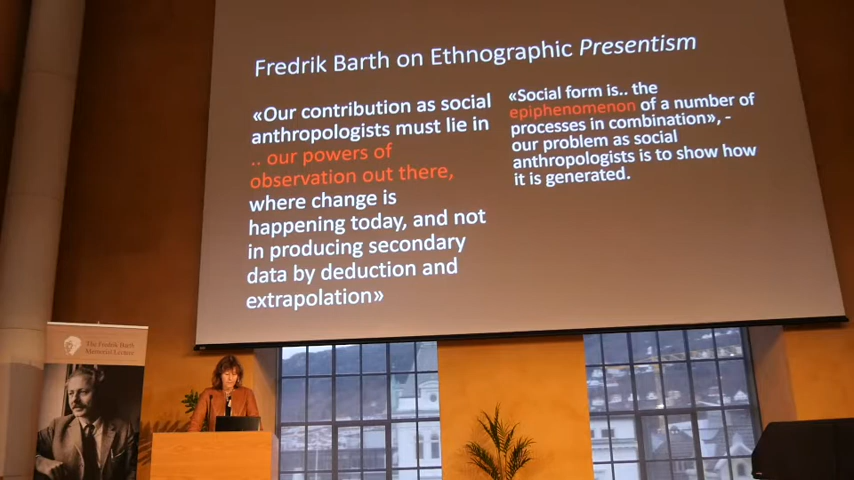 Fredrik Barth on Ethnographic Presentism
«Our contribution as social
anthropologists must lie in
.. our powers of
observation out there,
where change is
happening today, and not
in producing secondary
data by deduction and
extrapolation»
«Social form is.. the
epiphenomenon of a number of
processes in combination», -
our problem as social
anthropologists is to show how
it is generated.
The Fredrik Barth
Memorial Lecture